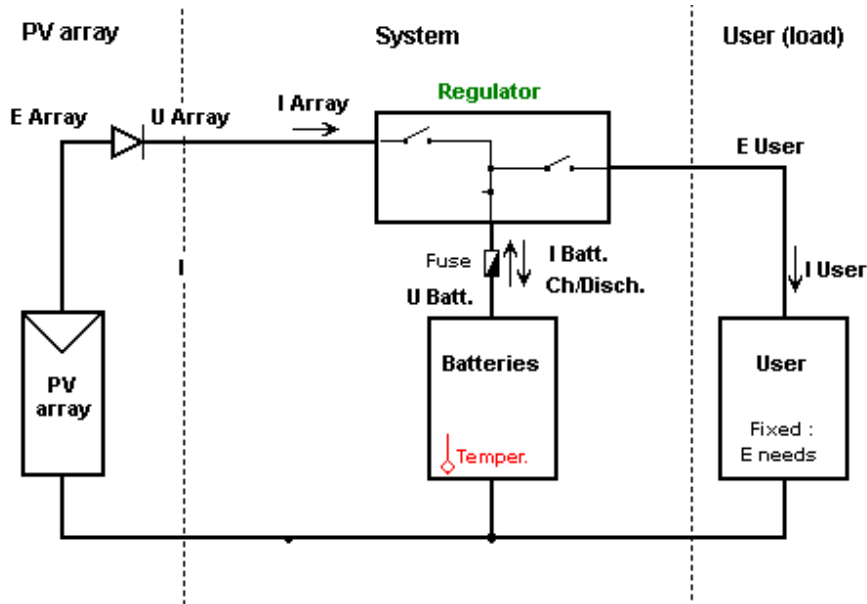 PV array
System
User (load)
Regulator
I Array
E Array
U Array
E User
I
Fuse
I Batt.
Ch/Disch.
U Batt.
I User
PV
array
Batteries
User
Temper.
Fixed :
E needs